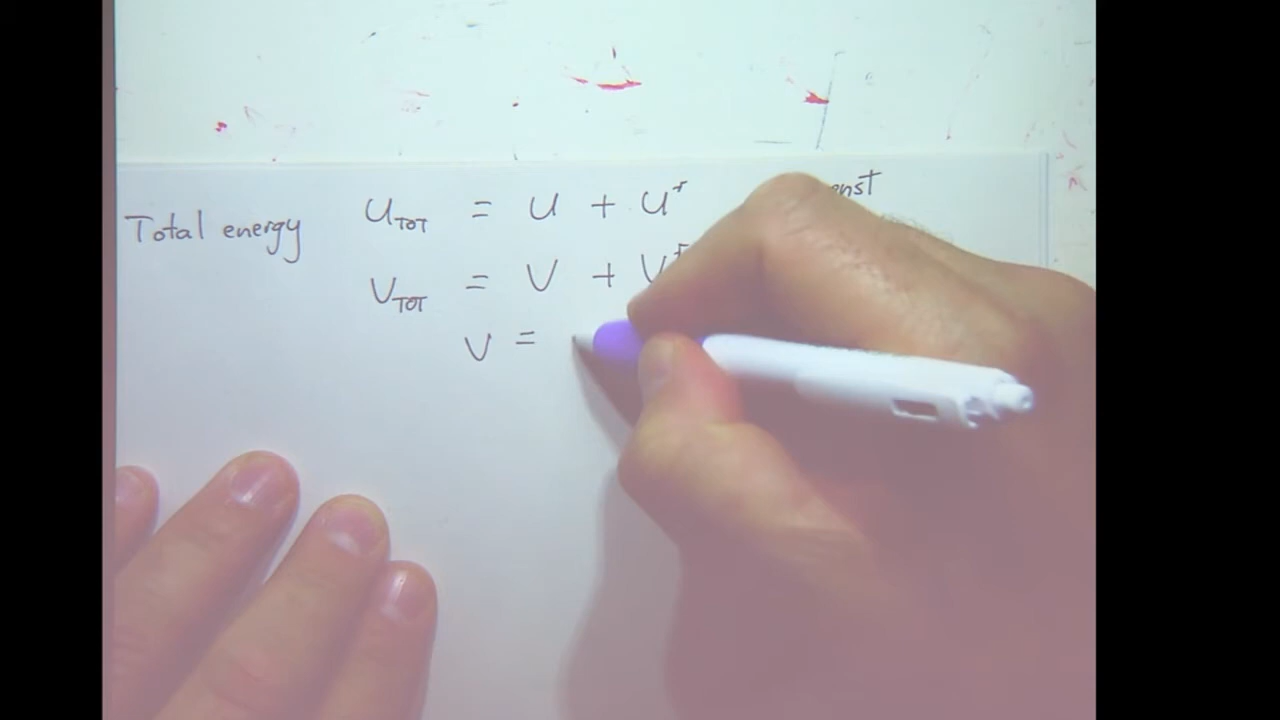 Total energy U_TOT = U + U^r
V_TOT = V + V^r
V =